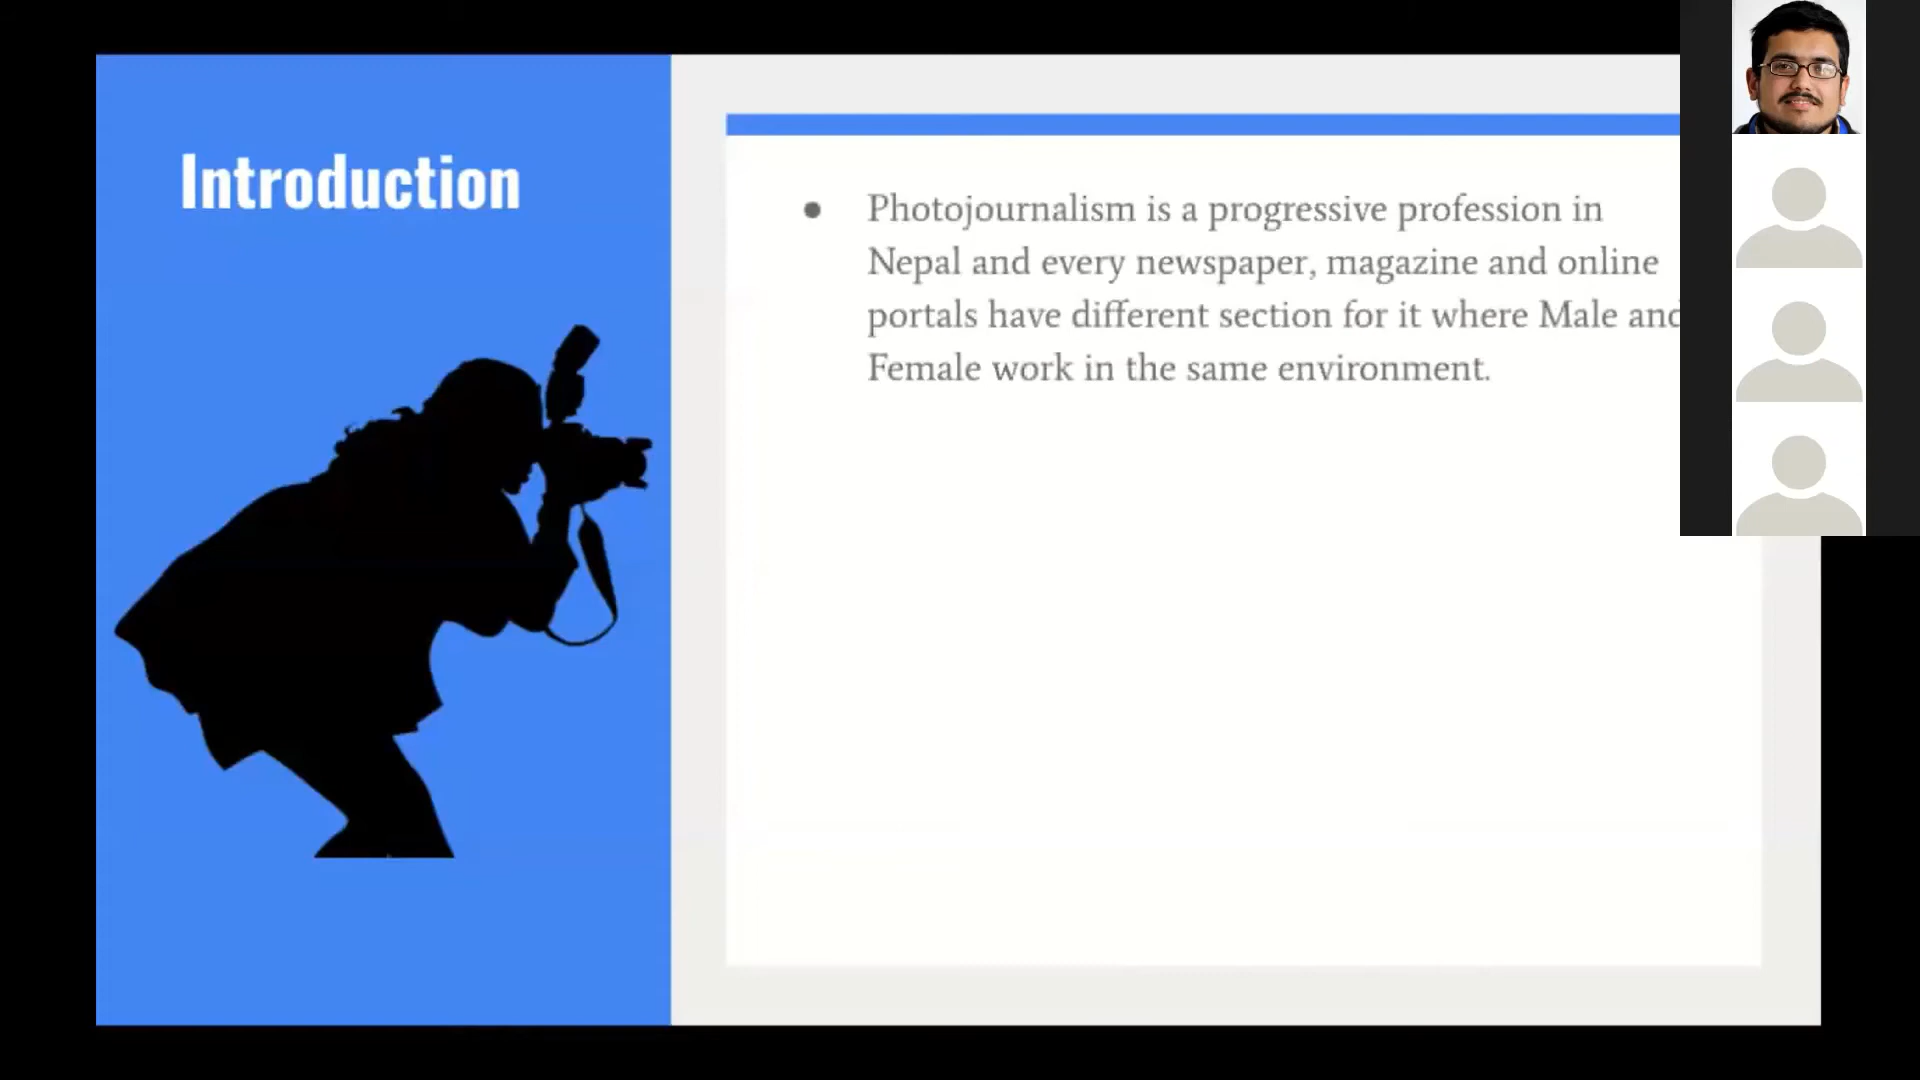 Introduction
Photojournalism is a progressive profession in
Nepal and every newspaper, magazine and online
portals have different section for it where Male and
Female work in the same environment.